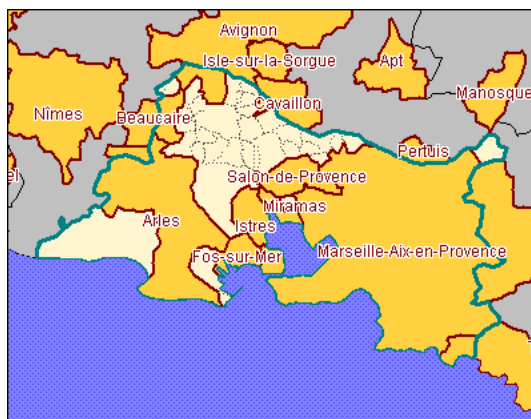 Avignon
Isle-sur-la-Sorgue
Apt
Nîmes
Cavaillon
Manosque
Beaucaire
Pertuis
el
Salon-de-Provence
Miramas
Arles
Istres
Fos-sur-Mer
Marseille-Aix-en-Provence